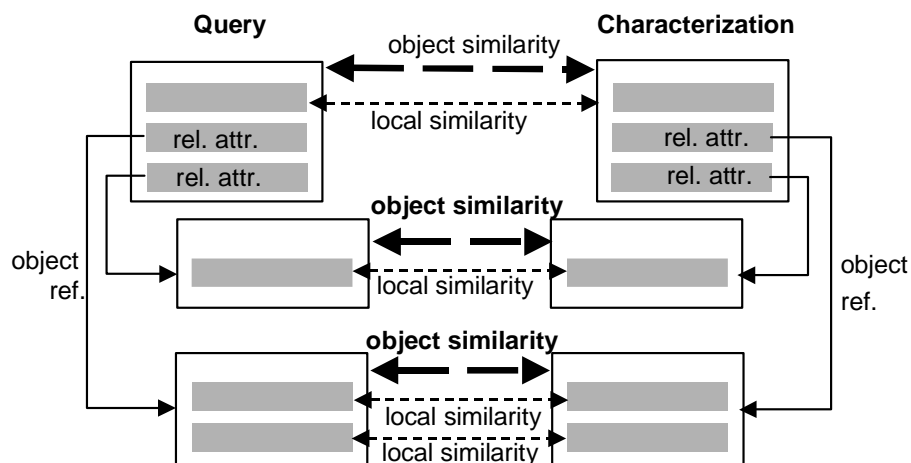 Query
Characterization
object similarity
local similarity
rel. attr.
rel. attr.
rel. attr.
rel. attr.
object similarity
object
ref.
local similarity
object
ref.
object similarity
local similarity
local similarity